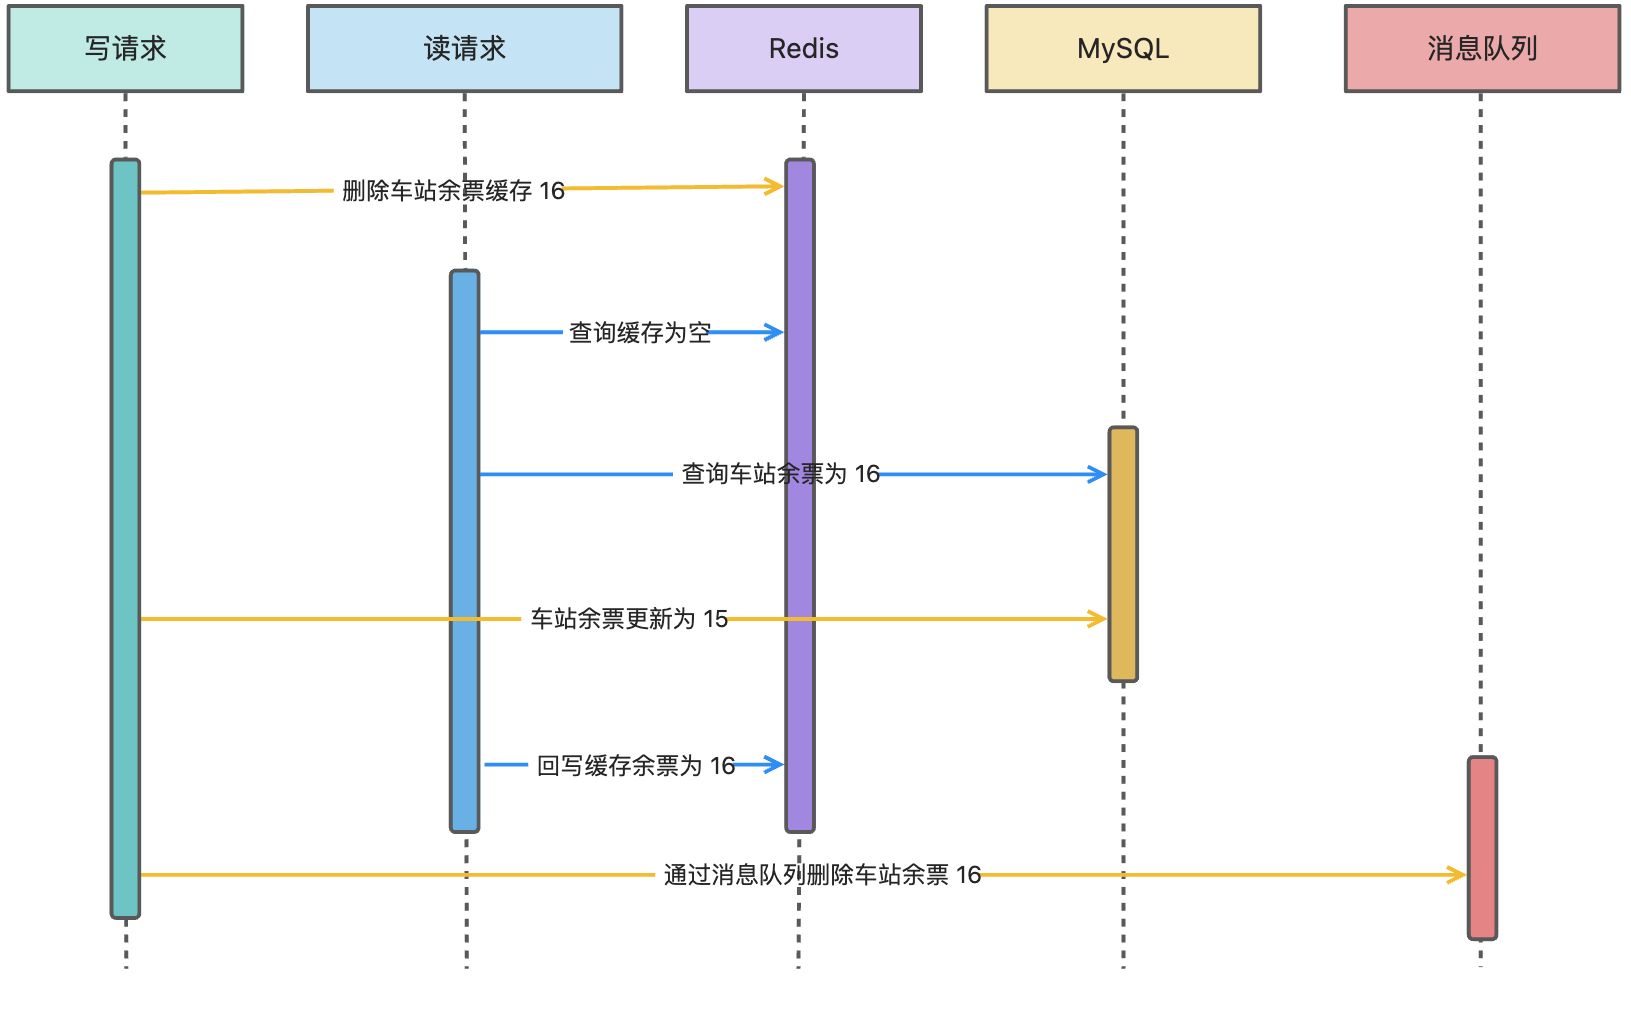 写请求
读请求
Redis
MySQL
消息队列
删除车站余票缓存 16
查询缓存为空
查询车站余票为 16
车站余票更新为 15
回写缓存余票为 16
通过消息队列删除车站余票 16